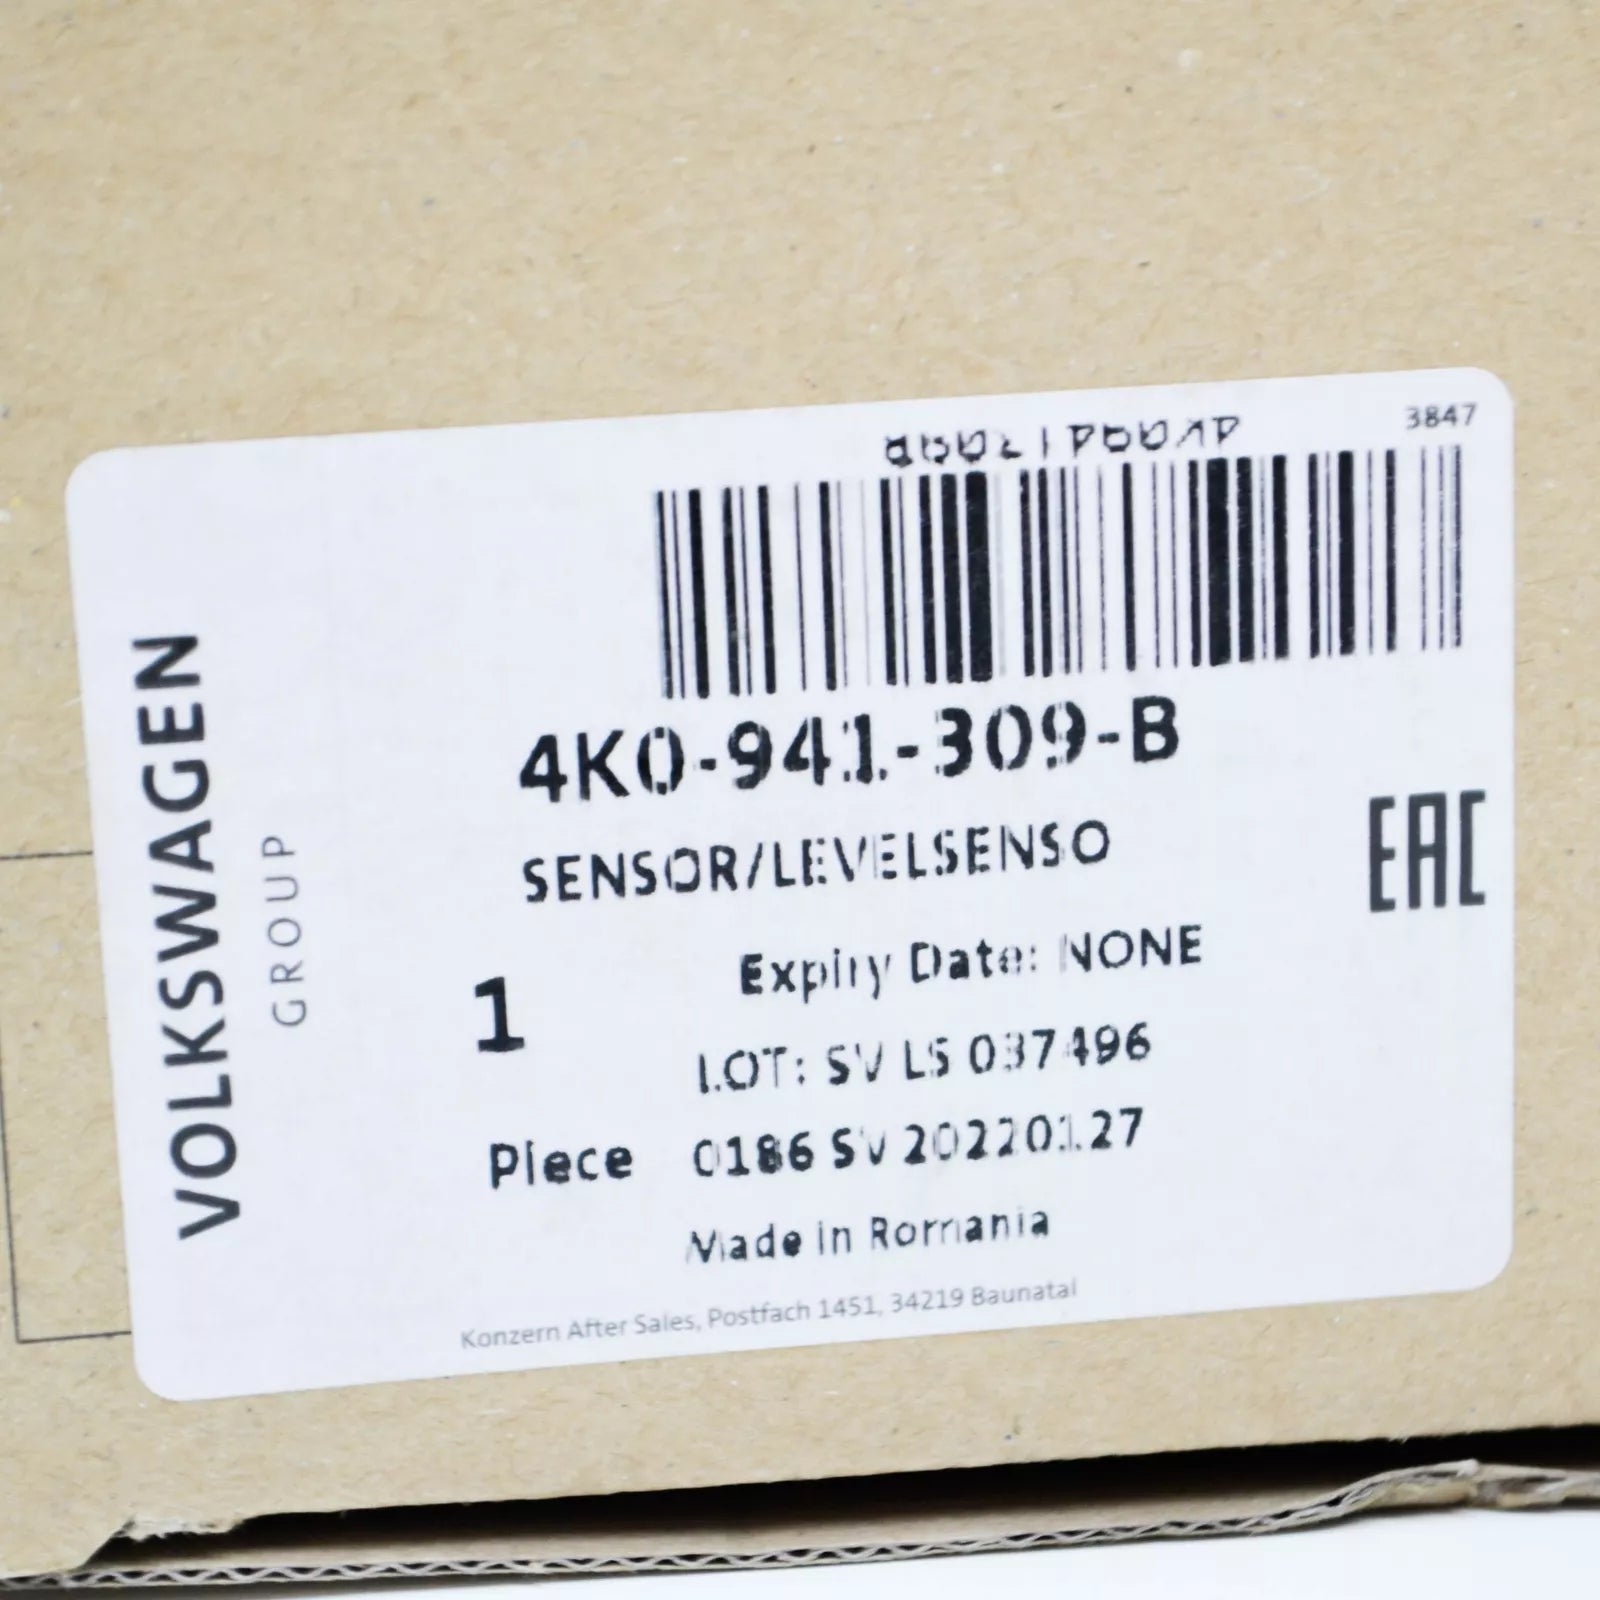 3847
4K0-941-309-B
SENSOR/LEVELSENSO
EAC
Expiry Date: NONE
1
LOT: SV LS 037496
Piece 0186 SV 20220127
Made in Romania
Konzern After Sales, Postfach 1451, 34219 Baunatal
VOLKSWAGEN
GROUP